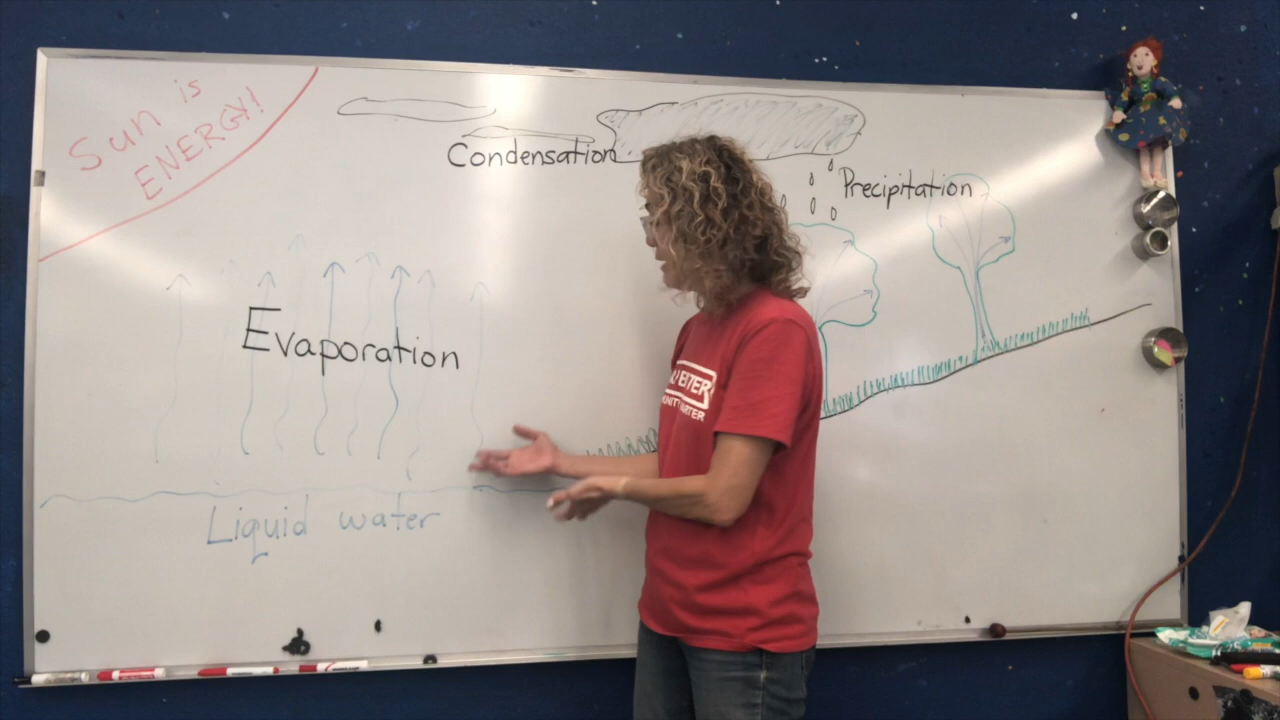 Sun is
ENERGY!
Condensation
Precipitation
Evaporation
Liquid water